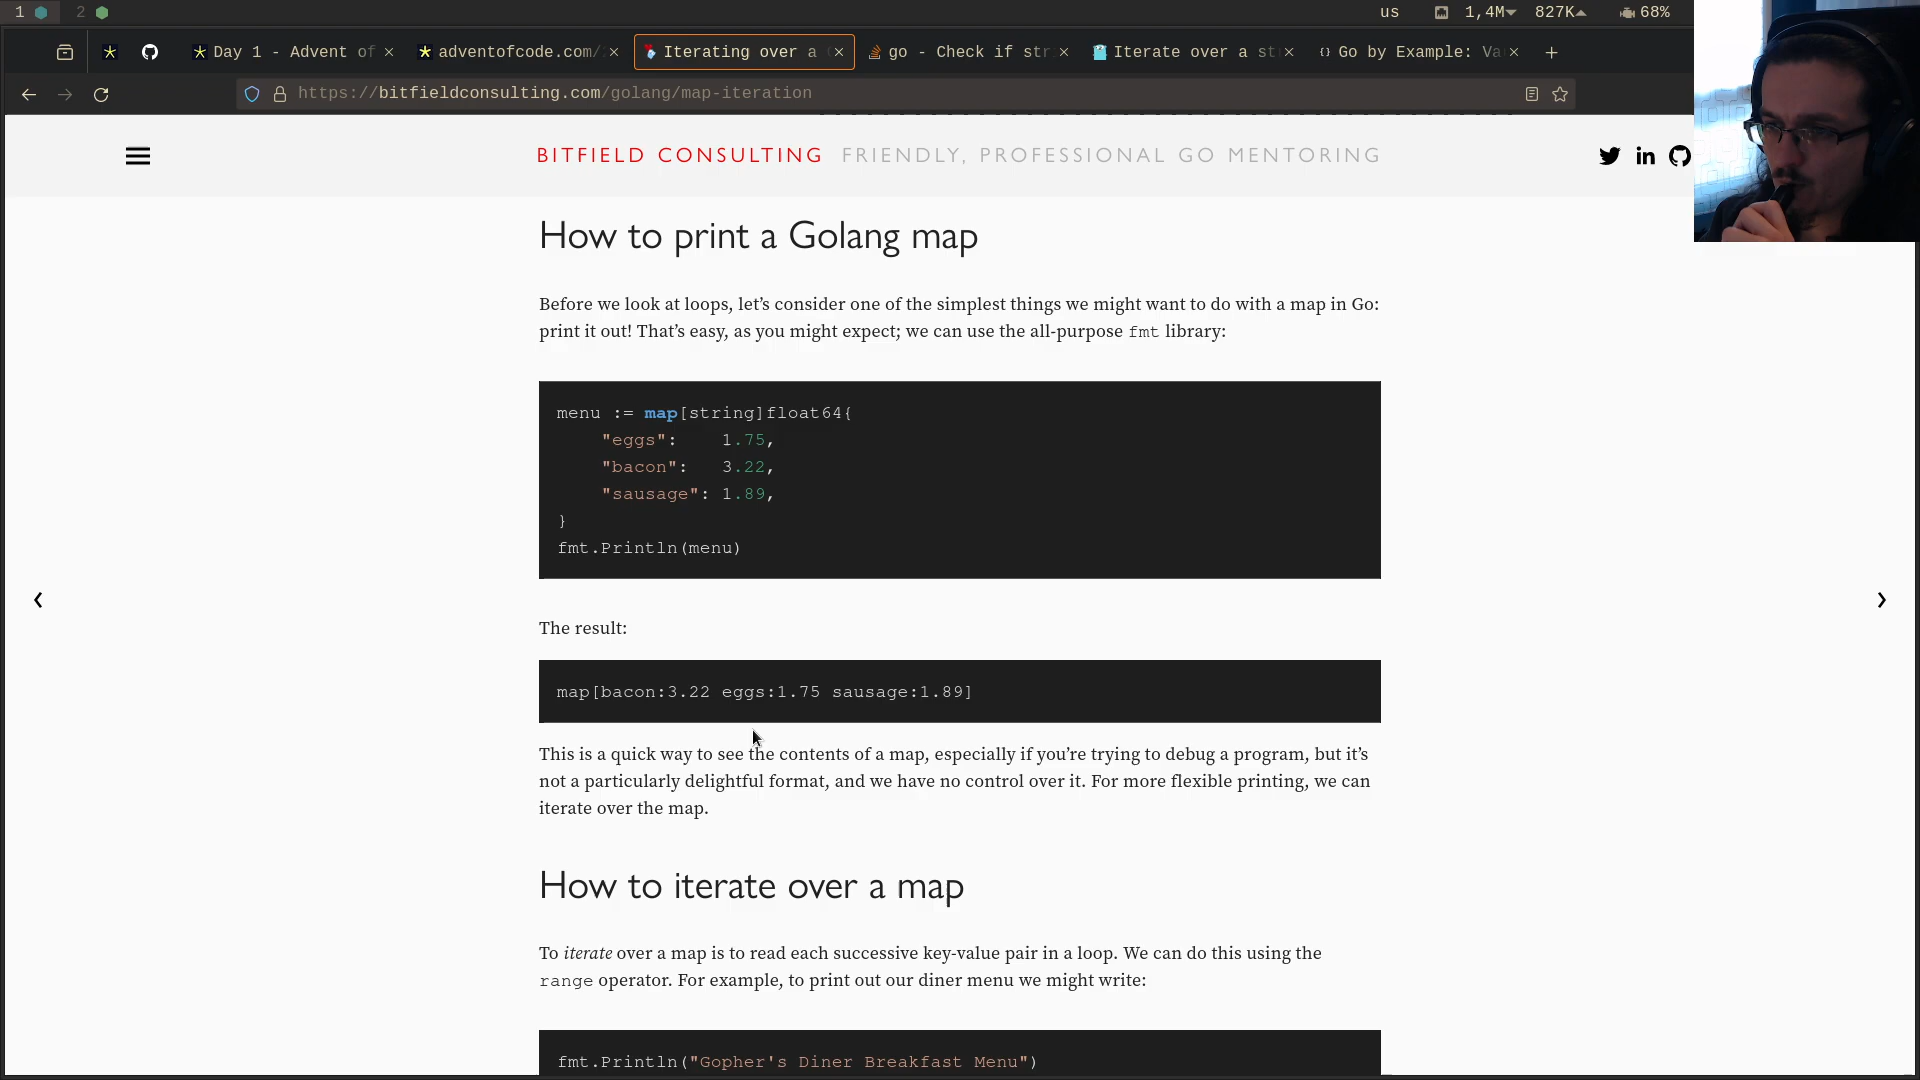 1 2 us 1,4M 827K 68%
Day 1 - Advent of adventofcode.com/ Iterating over a go - Check if str Iterate over a st Go by Example: Va
https://bitfieldconsulting.com/golang/map-iteration
BITFIELD CONSULTING FRIENDLY, PROFESSIONAL GO MENTORING
How to print a Golang map
Before we look at loops, let’s consider one of the simplest things we might want to do with a map in Go:
print it out! That’s easy, as you might expect; we can use the all-purpose fmt library:
menu := map[string]float64{
"eggs": 1.75,
"bacon": 3.22,
"sausage": 1.89,
}
fmt.Println(menu)
The result:
map[bacon:3.22 eggs:1.75 sausage:1.89]
This is a quick way to see the contents of a map, especially if you’re trying to debug a program, but it’s
not a particularly delightful format, and we have no control over it. For more flexible printing, we can
iterate over the map.
How to iterate over a map
To iterate over a map is to read each successive key-value pair in a loop. We can do this using the
range operator. For example, to print out our diner menu we might write:
fmt.Println("Gopher's Diner Breakfast Menu")